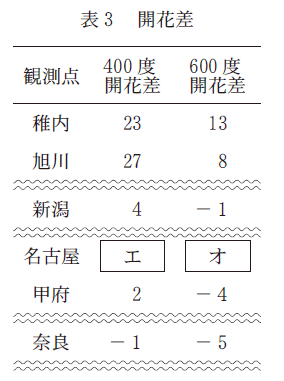 表3 開花差
観測点 400度開花差 600度開花差
稚内 23 13
旭川 27 8
新潟 4 －1
名古屋 エ オ
甲府 2 －4
奈良 －1 －5